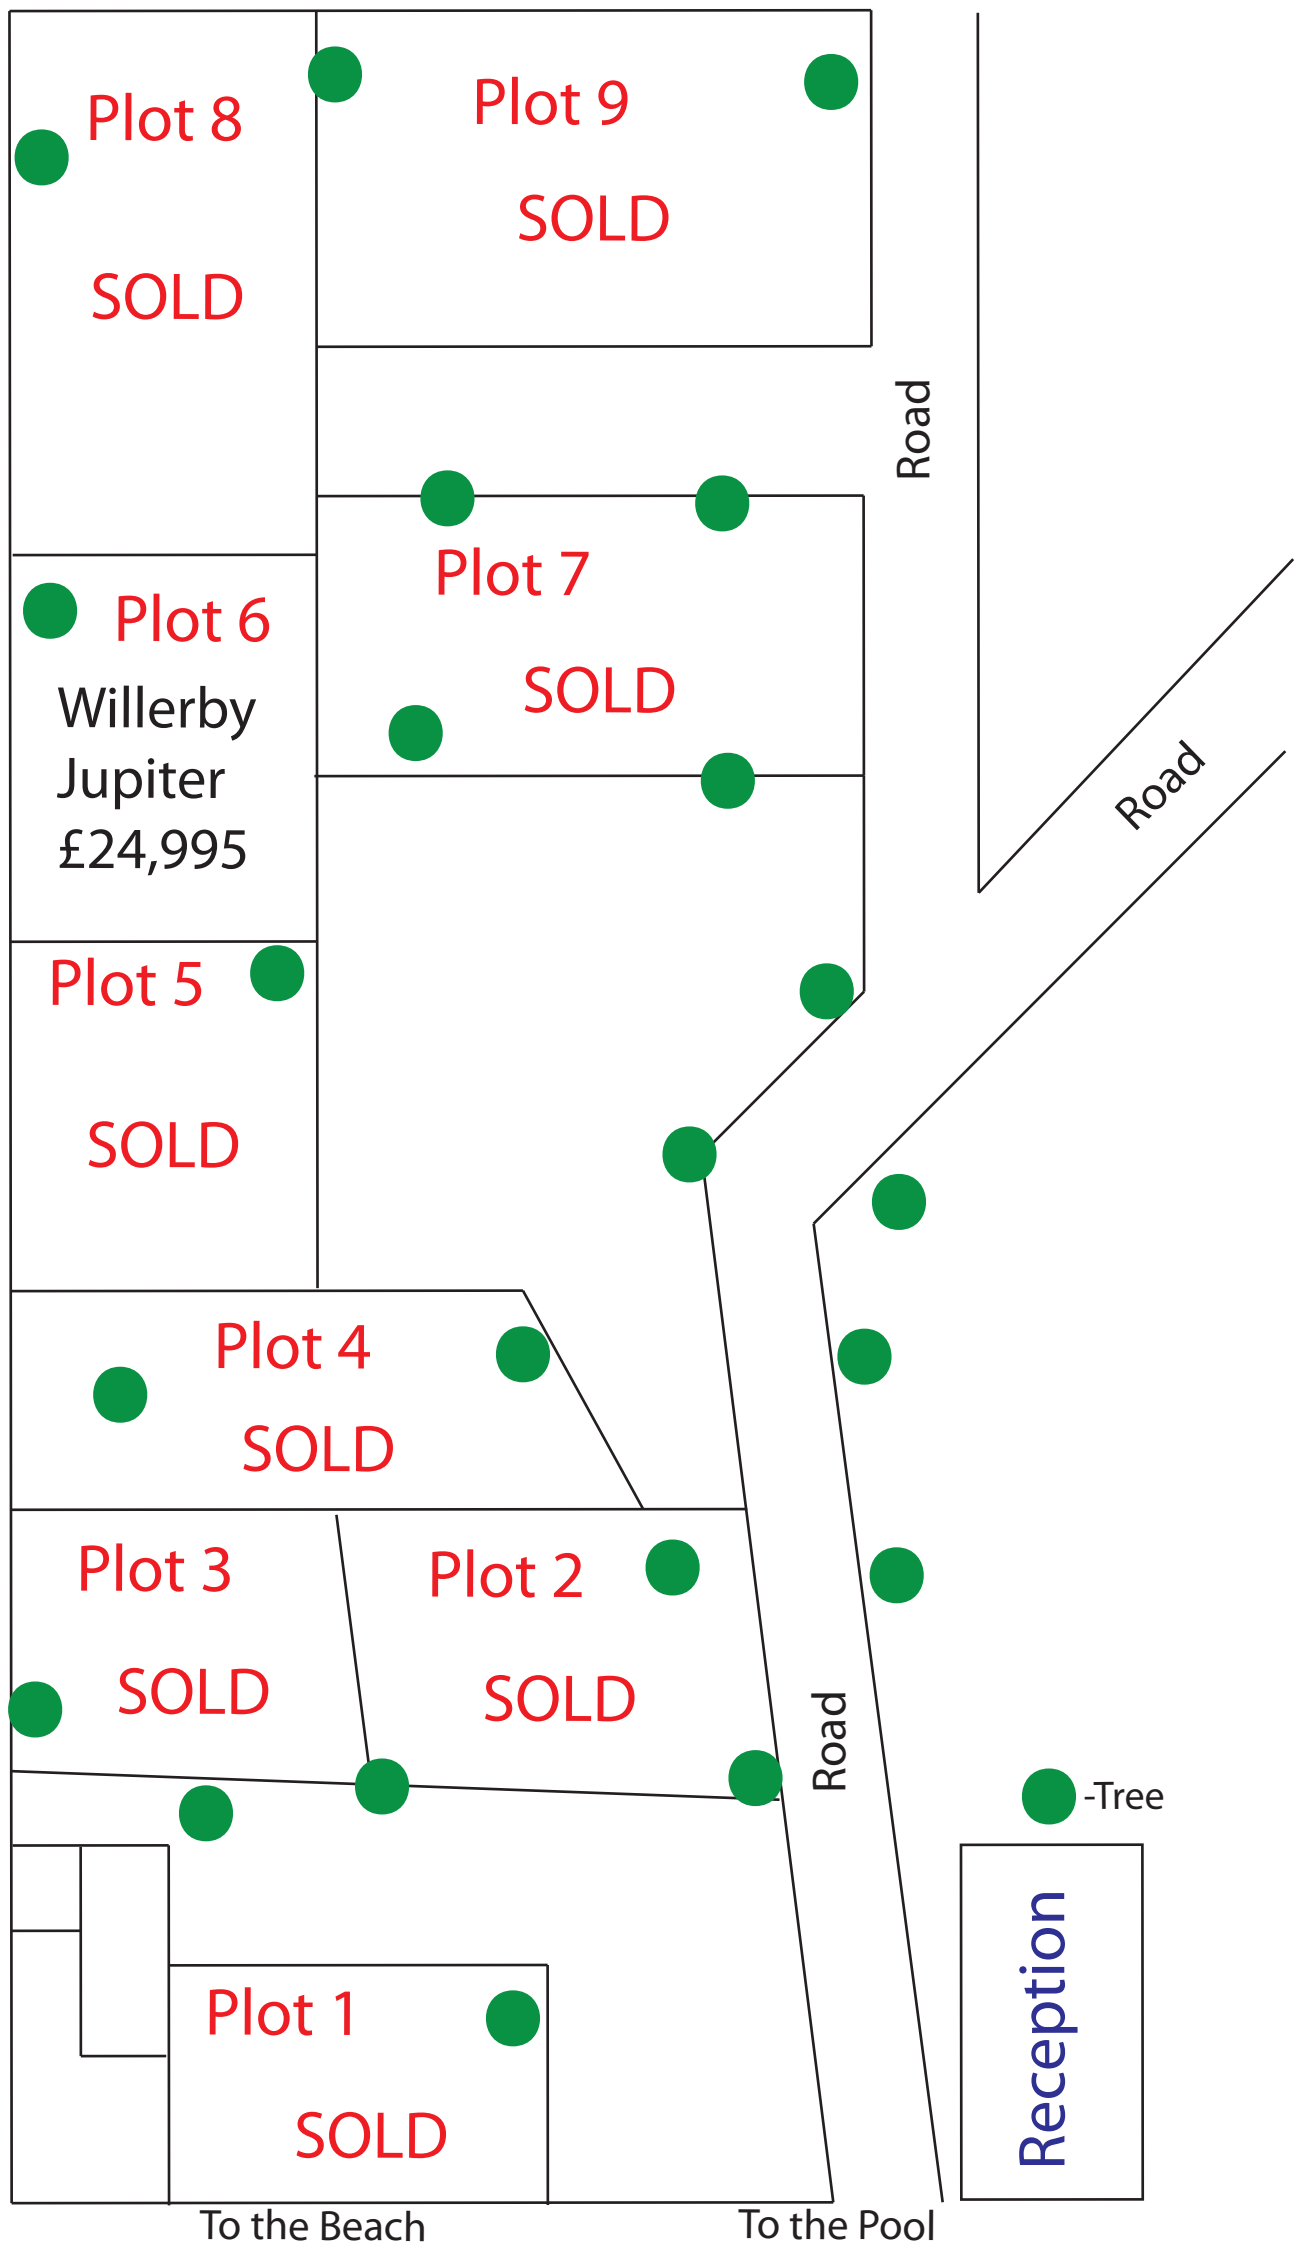 Plot 8
SOLD
Plot 9
SOLD
Road
Plot 7
SOLD
Plot 6
Willerby
Jupiter
£24,995
Road
Plot 5
SOLD
Plot 4
SOLD
Plot 3
SOLD
Plot 2
SOLD
Road
-Tree
Reception
Plot 1
SOLD
To the Beach
To the Pool